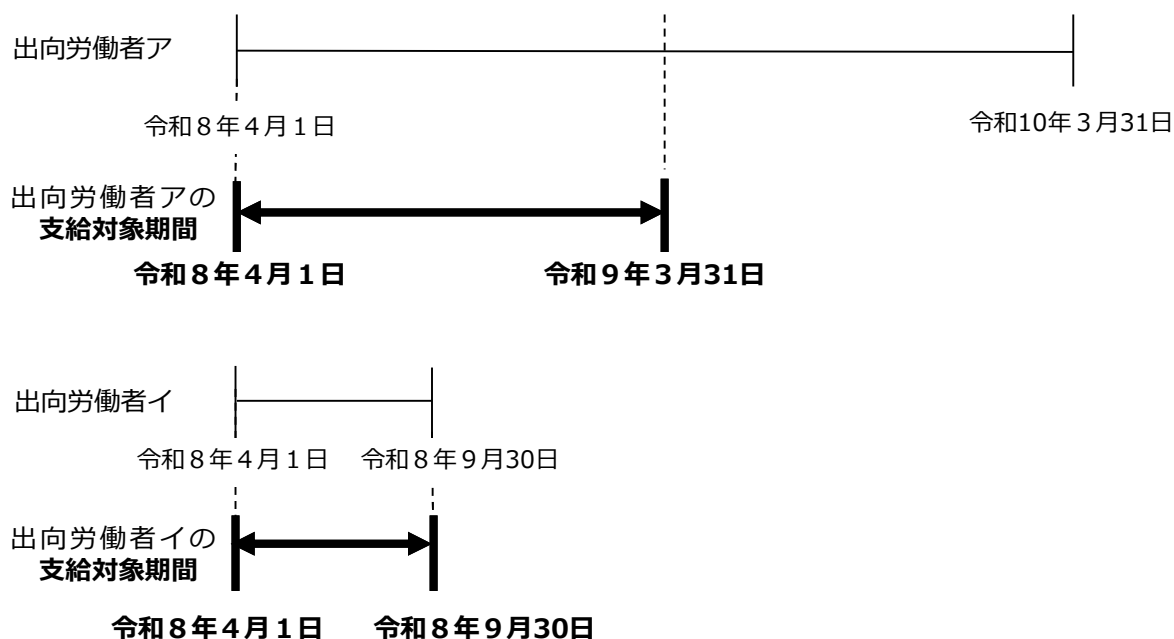 出向労働者ア
令和８年４月１日
令和10年３月31日
出向労働者アの
支給対象期間
令和８年４月１日
令和９年３月31日
出向労働者イ
令和８年４月１日
令和８年９月30日
出向労働者イの
支給対象期間
令和８年４月１日
令和８年９月30日